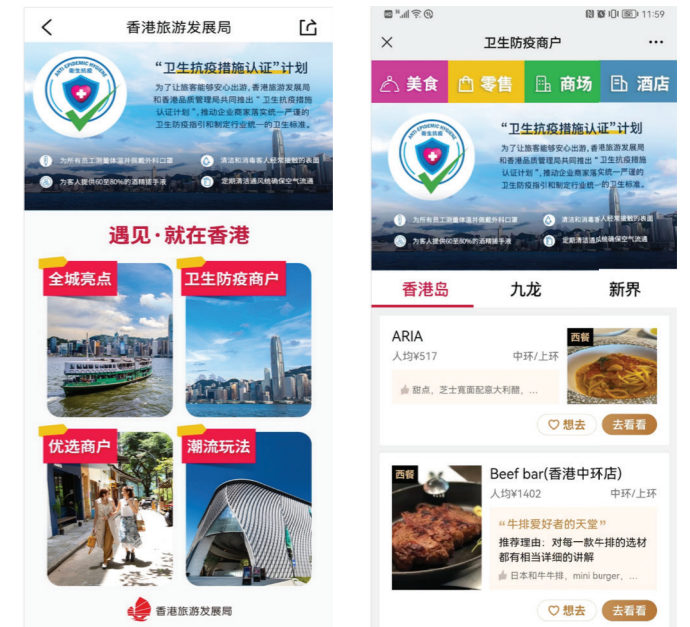 香港旅游发展局
ANTI-EPIDEMIC HYGIENE
卫生抗疫
“卫生抗疫措施认证”计划
为了让旅客能够安心出游,香港旅游发展局
和香港品质管理局共同推出“卫生抗疫措施
认证计划”,推动企业商家落实统一严谨的
卫生防疫指引和制定行业统一的卫生标准。
为所有员工测量体温并佩戴外科口罩
清洁和消毒客人经常接触的表面
为客人提供60至80%的酒精搓手液
定期清洁通风统确保空气流通
遇见·就在香港
全城亮点
卫生防疫商户
优选商户
潮流玩法
香港旅游发展局
11:59
卫生防疫商户
美食
零售
商场
酒店
ANTI-EPIDEMIC HYGIENE
卫生抗疫
“卫生抗疫措施认证”计划
为了让旅客能够安心出游,香港旅游发展局
和香港品质管理局共同推出“卫生抗疫措施
认证计划”,推动企业商家落实统一严谨的
卫生防疫指引和制定行业统一的卫生标准。
为所有员工测量体温并佩戴外科口罩
清洁和消毒客人经常接触的表面
为客人提供60至80%的酒精搓手液
定期清洁通风统确保空气流通
香港岛
九龙
新界
ARIA
人均¥517
中环/上环
甜点，芝士宽面配意大利醋，...
西餐
想去
去看看
西餐
Beef bar(香港中环店)
人均¥1402
中环/上环
“牛排爱好者的天堂”
推荐理由：对每一款牛排的选材
都有相当详细的讲解
日本和牛牛排、mini burger，...
想去
去看看